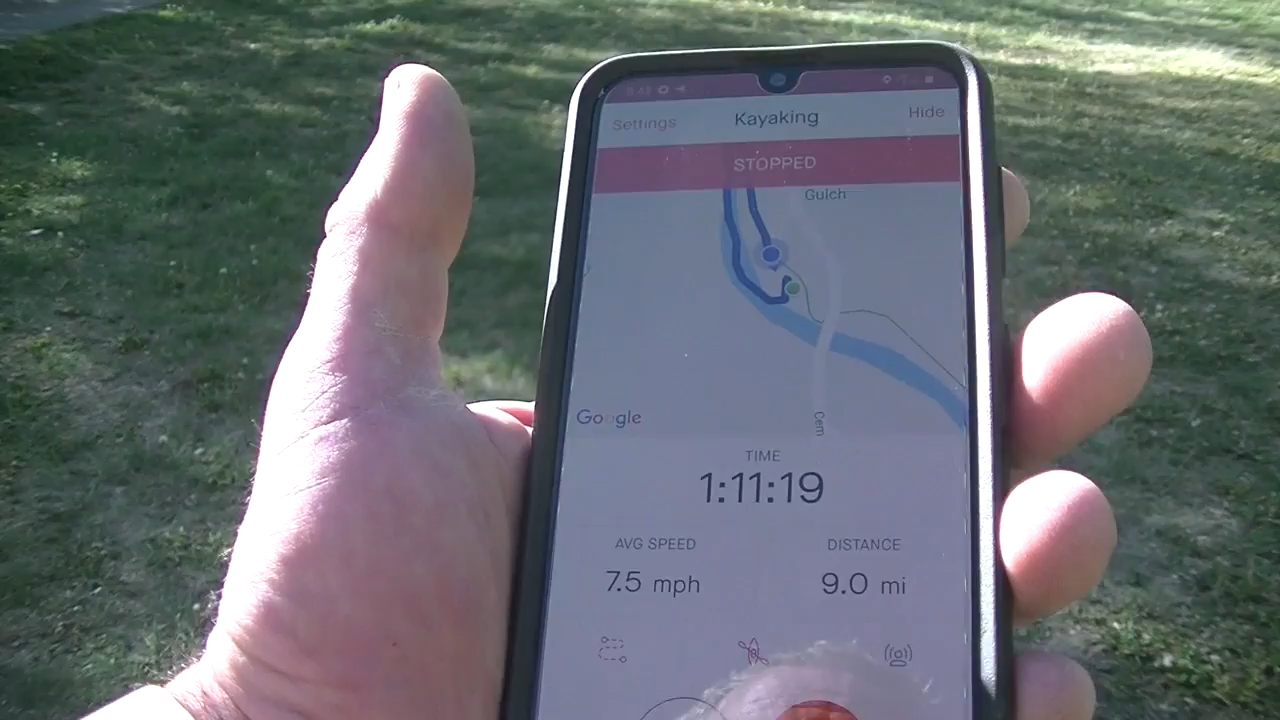 Settings Kayaking Hide
STOPPED
Gulch
Google
Cem
TIME
1:11:19
AVG SPEED DISTANCE
7.5 mph 9.0 mi